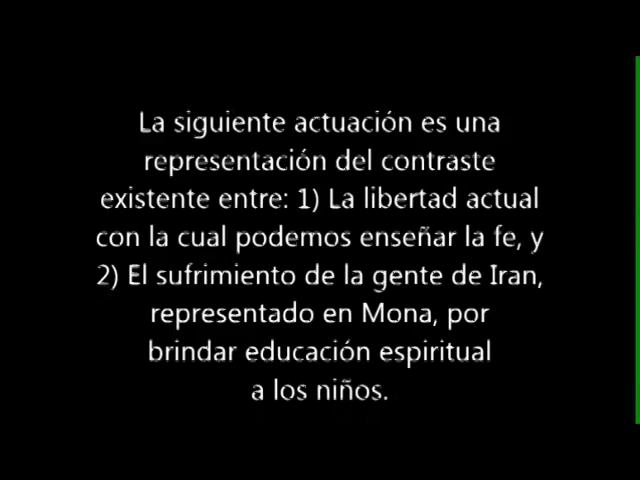 La siguiente actuación es una
representación del contraste
existente entre: 1) La libertad actual
con la cual podemos enseñar la fe, y
2) El sufrimiento de la gente de Iran,
representado en Mona, por
brindar educación espiritual
a los niños.